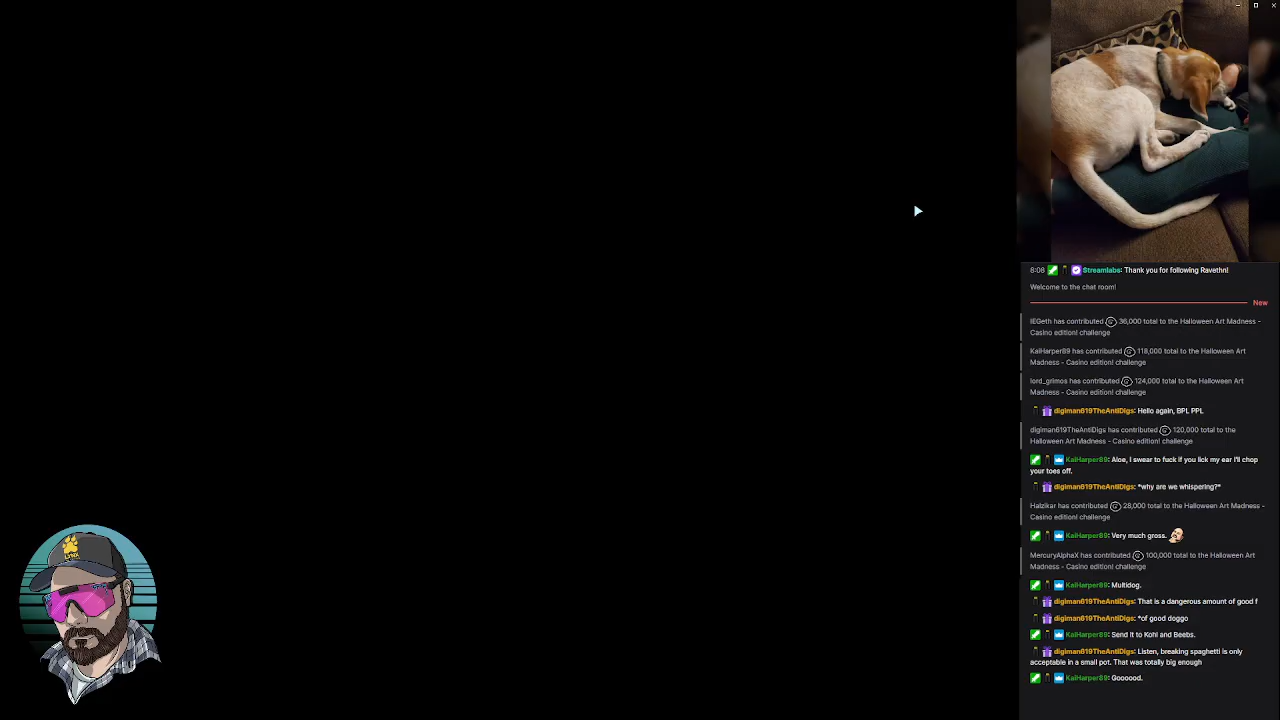 8:08 Streamlabs: Thank you for following Ravethn!
Welcome to the chat room!
New
IEGeth has contributed 36,000 total to the Halloween Art Madness -
Casino edition! challenge
KaiHarper89 has contributed 118,000 total to the Halloween Art
Madness - Casino edition! challenge
lord_grimos has contributed 124,000 total to the Halloween Art
Madness - Casino edition! challenge
digiman619TheAntiDigs: Hello again, BPL PPL
digiman619TheAntiDigs has contributed 120,000 total to the
Halloween Art Madness - Casino edition! challenge
KaiHarper89: Aloe, I swear to fuck if you lick my ear I'll chop
your toes off.
digiman619TheAntiDigs: *why are we whispering?*
Halzikar has contributed 28,000 total to the Halloween Art Madness -
Casino edition! challenge
KaiHarper89: Very much gross.
MercuryAlphaX has contributed 100,000 total to the Halloween Art
Madness - Casino edition! challenge
KaiHarper89: Multidog.
digiman619TheAntiDigs: That is a dangerous amount of good f
digiman619TheAntiDigs: *of good doggo
KaiHarper89: Send it to Kohl and Beebs.
digiman619TheAntiDigs: Listen, breaking spaghetti is only
acceptable in a small pot. That was totally big enough
KaiHarper89: Goooood.
LYNX